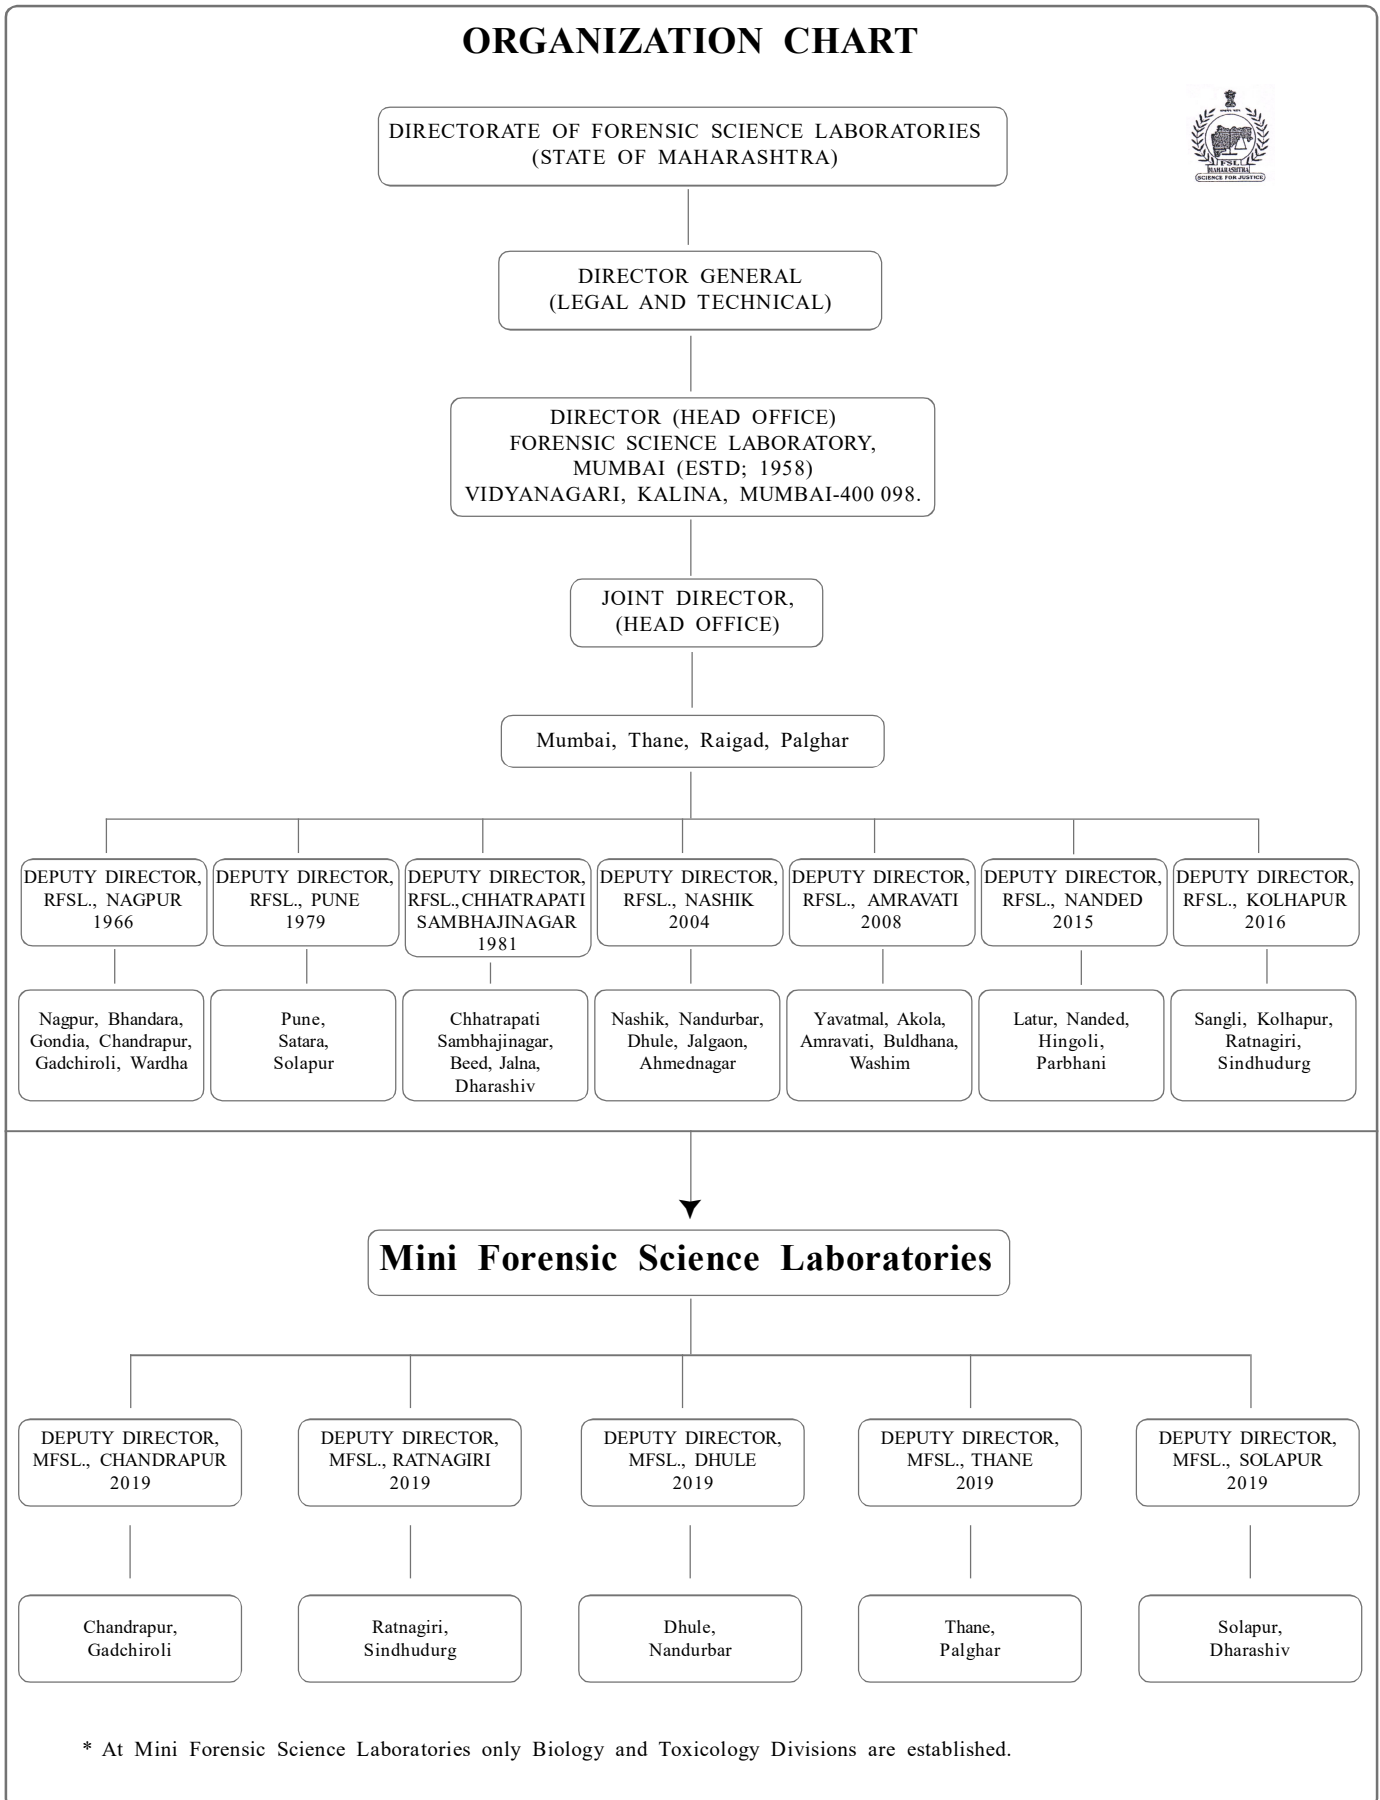 ORGANIZATION CHART
DIRECTORATE OF FORENSIC SCIENCE LABORATORIES
(STATE OF MAHARASHTRA)
FSL
MAHARASHTRA
SCIENCE FOR JUSTICE
DIRECTOR GENERAL
(LEGAL AND TECHNICAL)
DIRECTOR (HEAD OFFICE)
FORENSIC SCIENCE LABORATORY,
MUMBAI (ESTD; 1958)
VIDYANAGARI, KALINA, MUMBAI-400 098.
JOINT DIRECTOR,
(HEAD OFFICE)
Mumbai, Thane, Raigad, Palghar
DEPUTY DIRECTOR,
RFSL., NAGPUR
1966
DEPUTY DIRECTOR,
RFSL., PUNE
1979
DEPUTY DIRECTOR,
RFSL.,CHHATRAPATI
SAMBHAJINAGAR
1981
DEPUTY DIRECTOR,
RFSL., NASHIK
2004
DEPUTY DIRECTOR,
RFSL., AMRAVATI
2008
DEPUTY DIRECTOR,
RFSL., NANDED
2015
DEPUTY DIRECTOR,
RFSL., KOLHAPUR
2016
Nagpur, Bhandara,
Gondia, Chandrapur,
Gadchiroli, Wardha
Pune,
Satara,
Solapur
Chhatrapati
Sambhajinagar,
Beed, Jalna,
Dharashiv
Nashik, Nandurbar,
Dhule, Jalgaon,
Ahmednagar
Yavatmal, Akola,
Amravati, Buldhana,
Washim
Latur, Nanded,
Hingoli,
Parbhani
Sangli, Kolhapur,
Ratnagiri,
Sindhudurg
Mini Forensic Science Laboratories
DEPUTY DIRECTOR,
MFSL., CHANDRAPUR
2019
DEPUTY DIRECTOR,
MFSL., RATNAGIRI
2019
DEPUTY DIRECTOR,
MFSL., DHULE
2019
DEPUTY DIRECTOR,
MFSL., THANE
2019
DEPUTY DIRECTOR,
MFSL., SOLAPUR
2019
Chandrapur,
Gadchiroli
Ratnagiri,
Sindhudurg
Dhule,
Nandurbar
Thane,
Palghar
Solapur,
Dharashiv
* At Mini Forensic Science Laboratories only Biology and Toxicology Divisions are established.